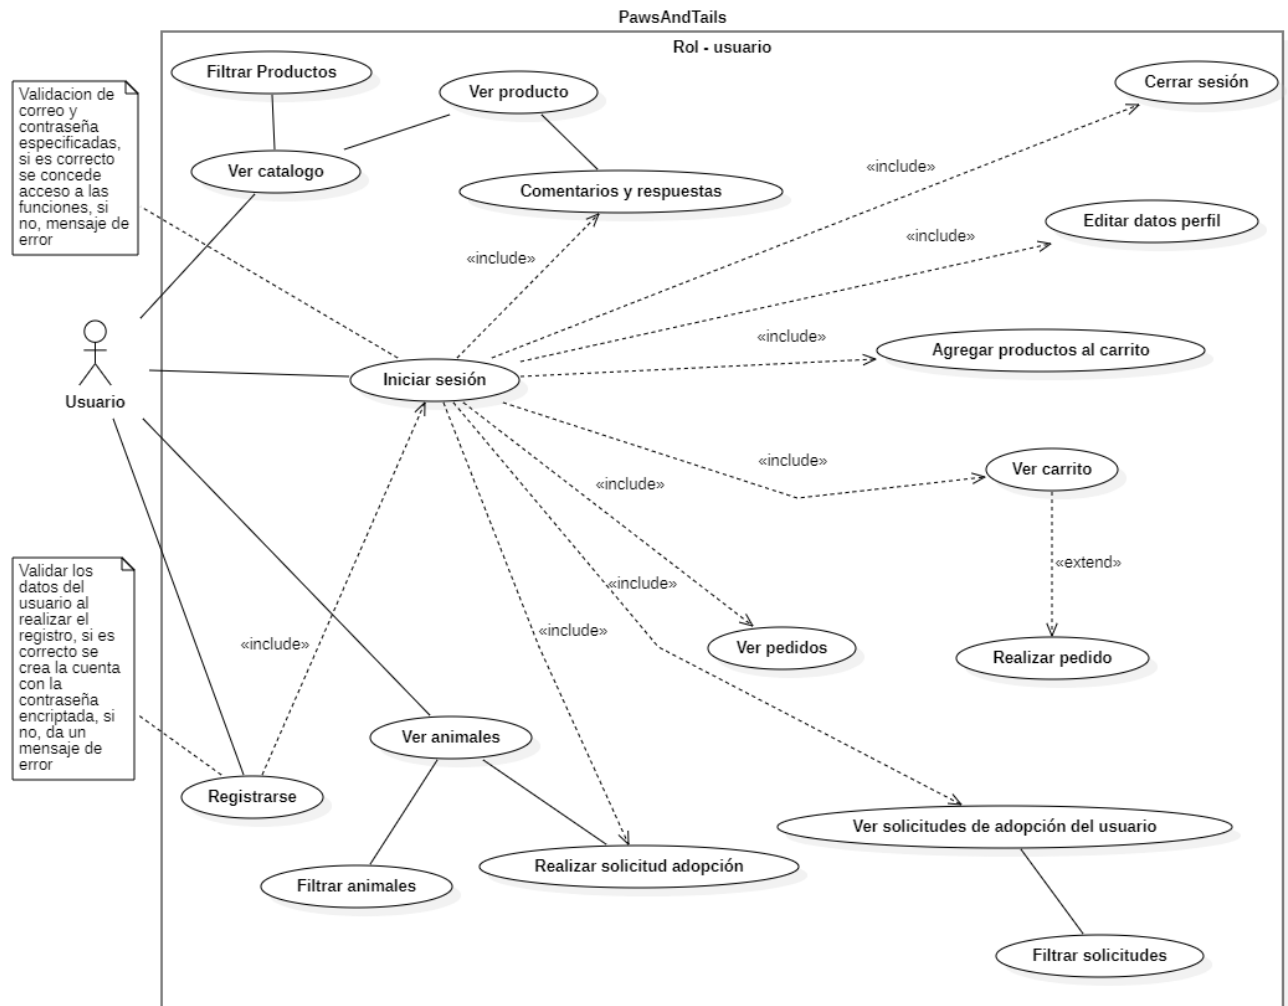 PawsAndTails
Rol - usuario
Filtrar Productos
Ver producto
Cerrar sesión
Validacion de
correo y
contraseña
especificadas,
si es correcto
se concede
acceso a las
funciones, si
no, mensaje de
error
Ver catalogo
Comentarios y respuestas
«include»
Editar datos perfil
«include»
«include»
Agregar productos al carrito
«include»
Iniciar sesión
Usuario
Ver carrito
«include»
«include»
«extend»
«include»
«include»
«include»
Ver pedidos
Realizar pedido
Validar los
datos del
usuario al
realizar el
registro, si es
correcto se
crea la cuenta
con la
contraseña
encriptada, si
no, da un
mensaje de
error
Ver animales
Registrarse
Ver solicitudes de adopción del usuario
Realizar solicitud adopción
Filtrar animales
Filtrar solicitudes